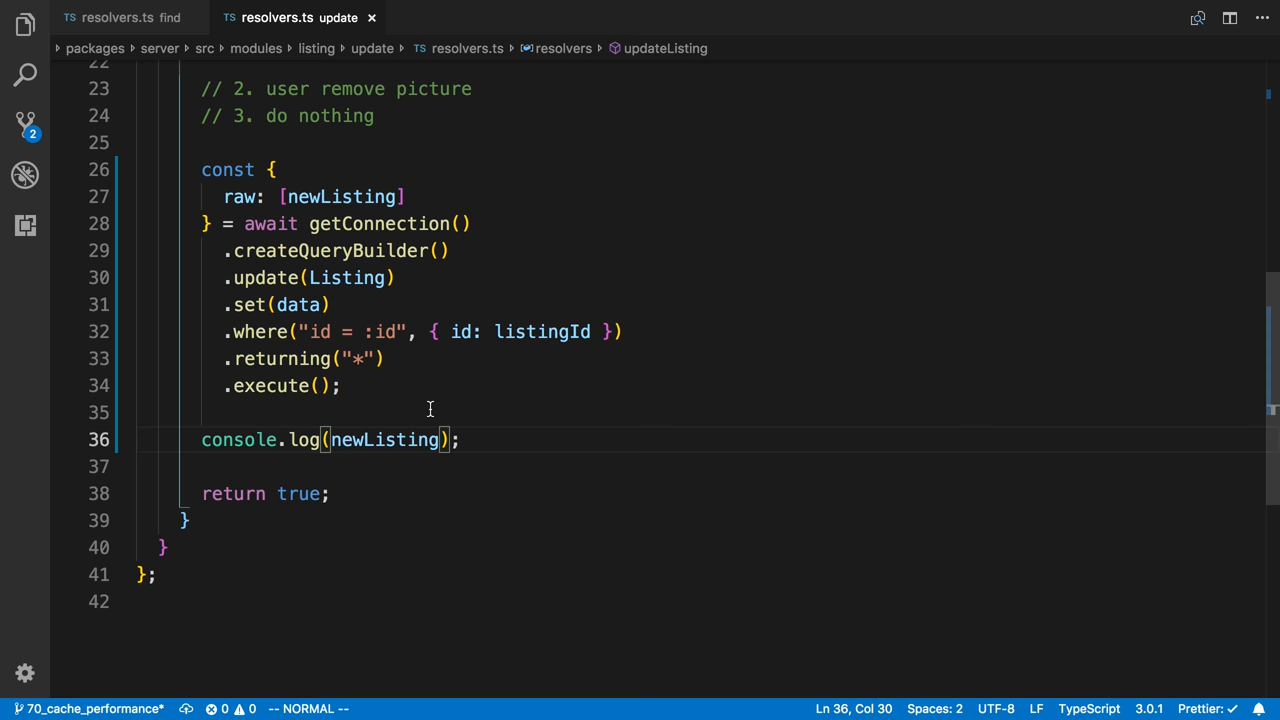 TS resolvers.ts find
TS resolvers.ts update ×
packages server src modules listing update TS resolvers.ts resolvers updateListing
22
23 // 2. user remove picture
24 // 3. do nothing
25
26 const {
27 raw: [newListing]
28 } = await getConnection()
29 .createQueryBuilder()
30 .update(Listing)
31 .set(data)
32 .where("id = :id", { id: listingId })
33 .returning("*")
34 .execute();
35
36 console.log(newListing);
37
38 return true;
39 }
40 }
41 };
42
2
70_cache_performance* 0 0 -- NORMAL -- Ln 36, Col 30 Spaces: 2 UTF-8 LF TypeScript 3.0.1 Prettier: ✓